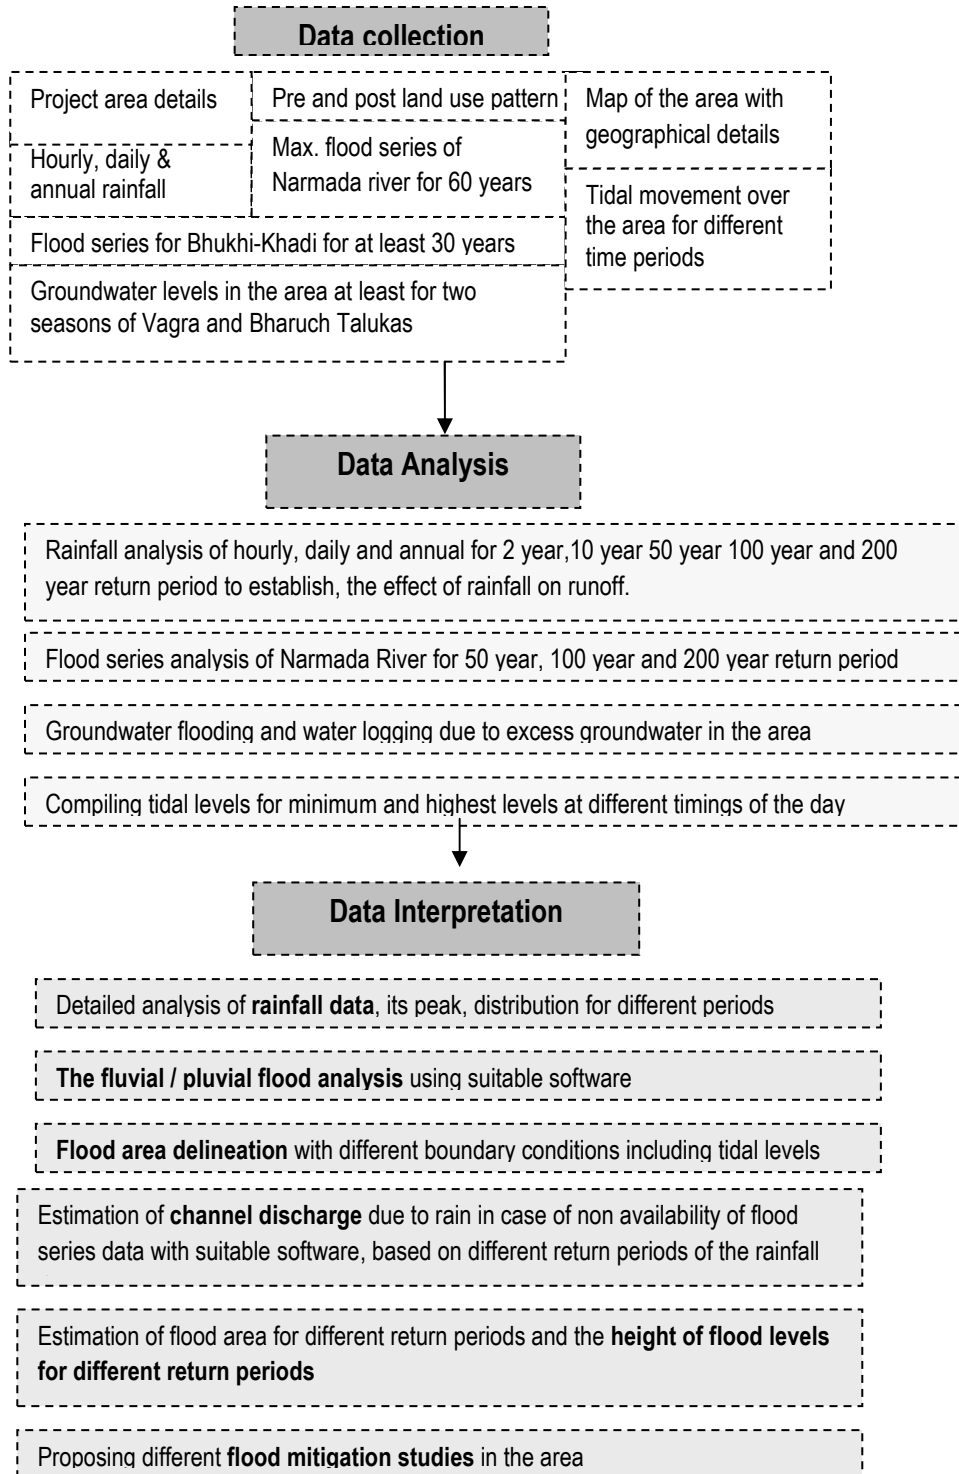 Data collection
Project area details
Pre and post land use pattern
Map of the area with
geographical details
Hourly, daily &
annual rainfall
Max. flood series of
Narmada river for 60 years
Tidal movement over
the area for different
time periods
Flood series for Bhukhi-Khadi for at least 30 years
Groundwater levels in the area at least for two
seasons of Vagra and Bharuch Talukas
Data Analysis
Rainfall analysis of hourly, daily and annual for 2 year,10 year 50 year 100 year and 200
year return period to establish, the effect of rainfall on runoff.
Flood series analysis of Narmada River for 50 year, 100 year and 200 year return period
Groundwater flooding and water logging due to excess groundwater in the area
Compiling tidal levels for minimum and highest levels at different timings of the day
Data Interpretation
Detailed analysis of rainfall data, its peak, distribution for different periods
The fluvial / pluvial flood analysis using suitable software
Flood area delineation with different boundary conditions including tidal levels
Estimation of channel discharge due to rain in case of non availability of flood
series data with suitable software, based on different return periods of the rainfall
Estimation of flood area for different return periods and the height of flood levels
for different return periods
Proposing different flood mitigation studies in the area